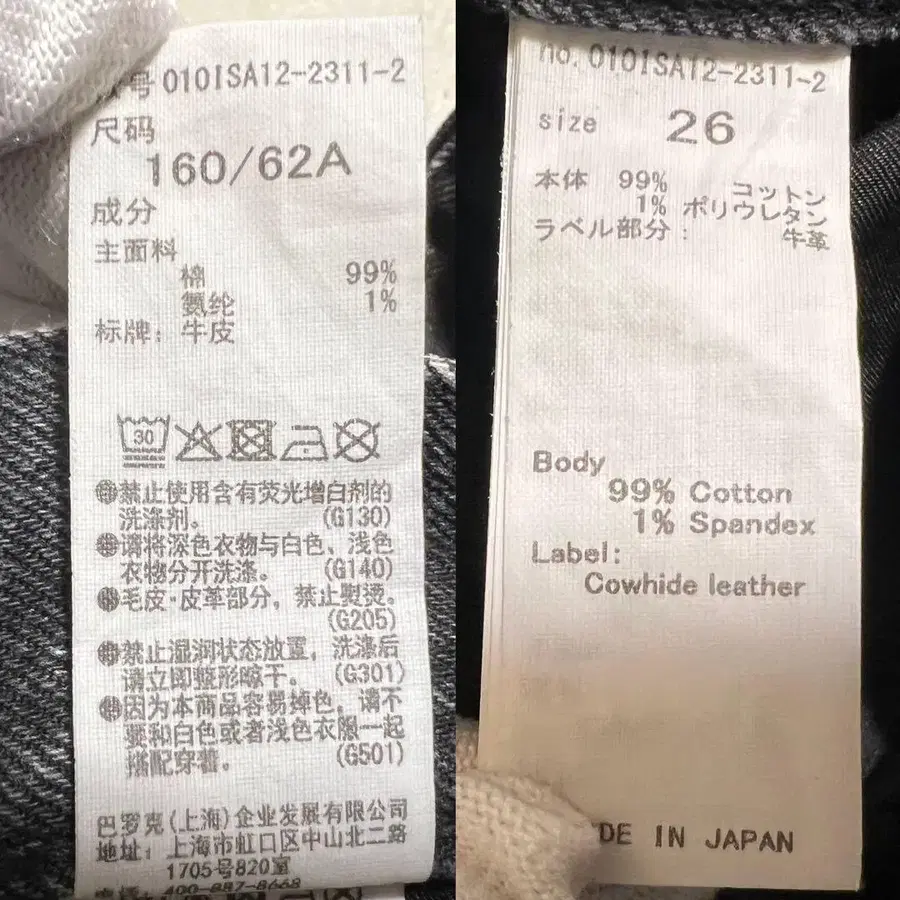 号 010ISA12-2311-2
尺码
160/62A
成分
主面料
棉 99%
氨纶 1%
标牌：牛皮
30
禁止使用含有荧光增白剂的
洗涤剂。 (G130)
请将深色衣物与白色、浅色
衣物分开洗涤。 (G140)
毛皮·皮革部分，禁止熨烫。
(G205)
禁止湿润状态放置，洗涤后
请立即整形晾干。 (G301)
因为本商品容易掉色，请不
要和白色或者浅色衣服一起
搭配穿着。 (G501)
巴罗克(上海)企业发展有限公司
地址：上海市虹口区中山北二路
1705号820室
电话：400-887-8668
no. 010ISA12-2311-2
size 26
本体 99% コットン
1% ポリウレタン
ラベル部分： 牛革
Body
99% Cotton
1% Spandex
Label:
Cowhide leather
DE IN JAPAN